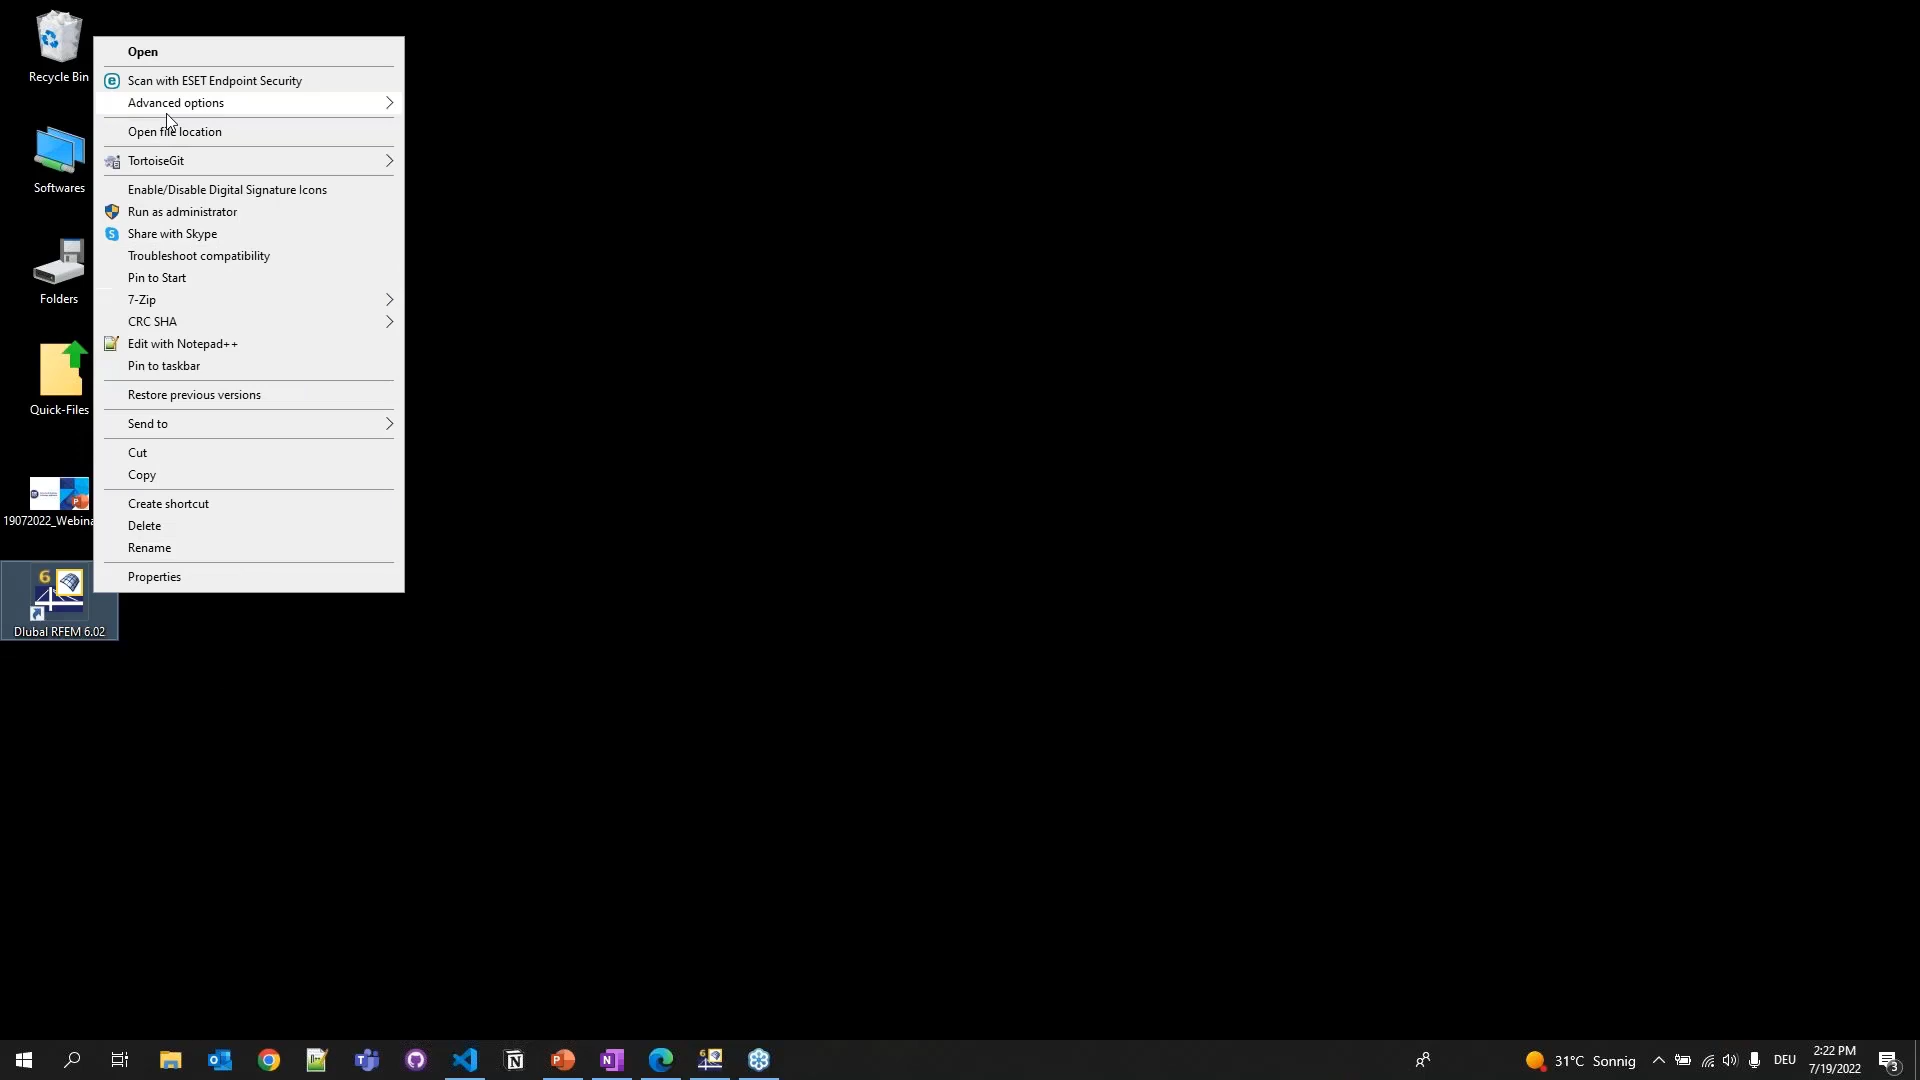 Recycle Bin
Softwares
Folders
Quick-Files
19072022_Webina
6
Dlubal RFEM 6.02
Open
Scan with ESET Endpoint Security
Advanced options
Open file location
TortoiseGit
Enable/Disable Digital Signature Icons
Run as administrator
Share with Skype
Troubleshoot compatibility
Pin to Start
7-Zip
CRC SHA
Edit with Notepad++
Pin to taskbar
Restore previous versions
Send to
Cut
Copy
Create shortcut
Delete
Rename
Properties
31°C Sonnig
DEU
2:22 PM
7/19/2022
3